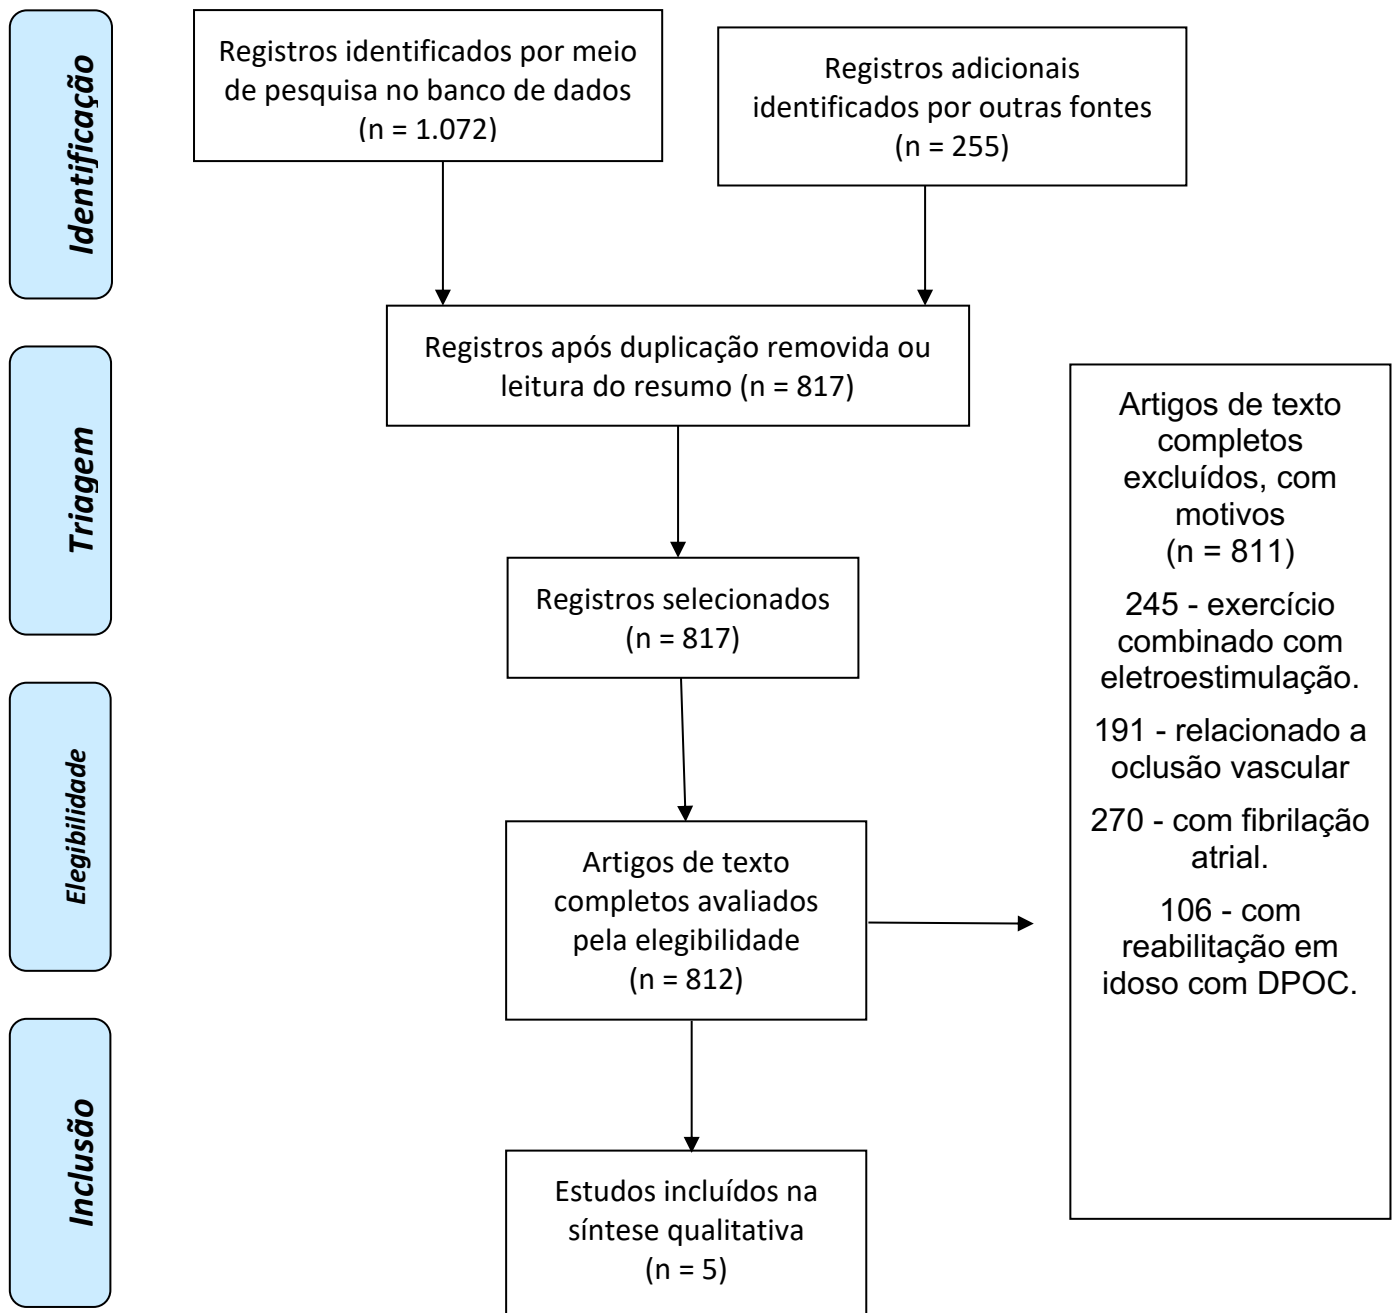 Identificação
Registros identificados por meio
de pesquisa no banco de dados
(n = 1.072)
Registros adicionais
identificados por outras fontes
(n = 255)
Registros após duplicação removida ou
leitura do resumo (n = 817)
Triagem
Registros selecionados
(n = 817)
Elegibilidade
Artigos de texto
completos avaliados
pela elegibilidade
(n = 812)
Artigos de texto
completos
excluídos, com
motivos
(n = 811)
245 - exercício
combinado com
eletroestimulação.
191 - relacionado a
oclusão vascular
270 - com fibrilação
atrial.
106 - com
reabilitação em
idoso com DPOC.
Inclusão
Estudos incluídos na
síntese qualitativa
(n = 5)